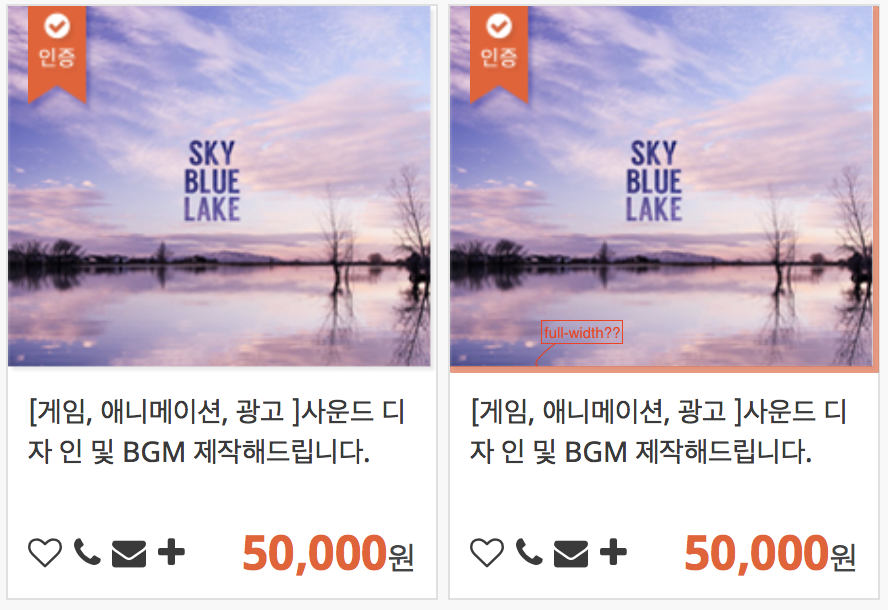 인증
SKY
BLUE
LAKE
[게임, 애니메이션, 광고 ]사운드 디
자 인 및 BGM 제작해드립니다.
50,000원
인증
SKY
BLUE
LAKE
full-width??
[게임, 애니메이션, 광고 ]사운드 디
자 인 및 BGM 제작해드립니다.
50,000원